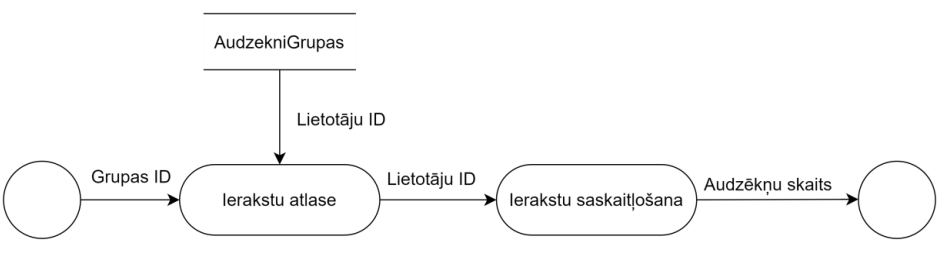 AudzekniGrupas
Lietotāju ID
Grupas ID
Ierakstu atlase
Lietotāju ID
Ierakstu saskaitļošana
Audzēkņu skaits